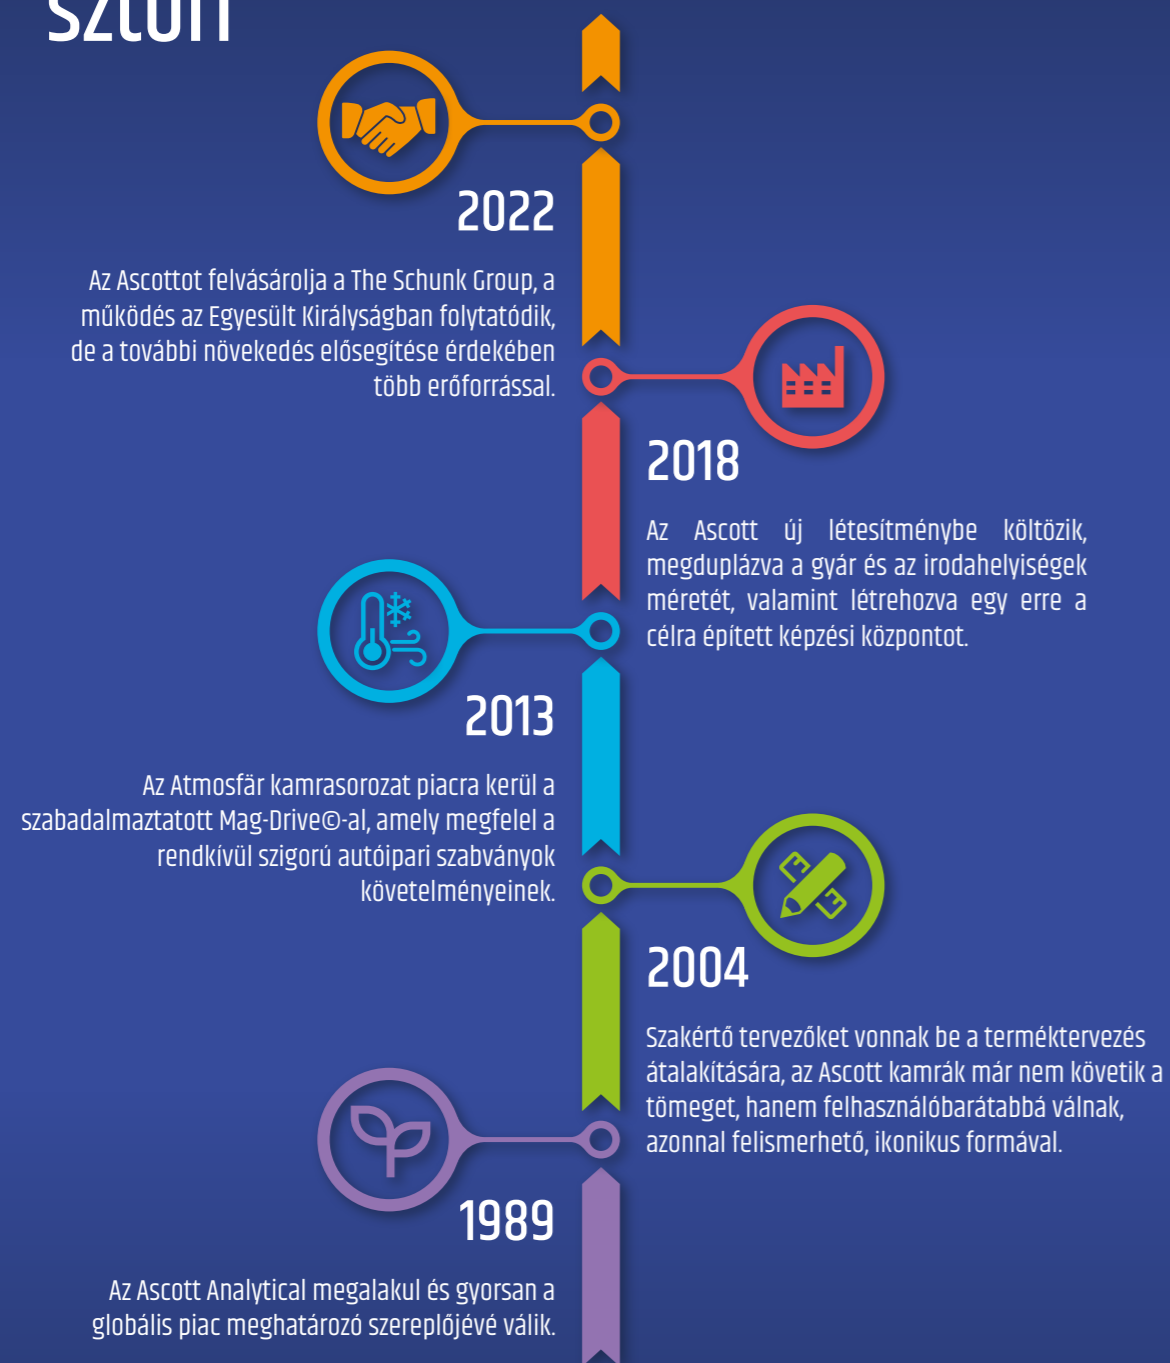 2022
Az Ascottot felvásárolja a The Schunk Group, a
működés az Egyesült Királyságban folytatódik,
de a további növekedés elősegítése érdekében
több erőforrással.
2018
Az Ascott új létesítménybe költözik,
megduplázva a gyár és az irodahelyiségek
méretét, valamint létrehozva egy erre a
célra épített képzési központot.
2013
Az Atmosfär kamrasorozat piacra kerül a
szabadalmaztatott Mag-Drive©-al, amely megfelel a
rendkívül szigorú autóipari szabványok
követelményeinek.
2004
Szakértő tervezőket vonnak be a terméktervezés
átalakítására, az Ascott kamrák már nem követik a
tömeget, hanem felhasználóbarátabbá válnak,
azonnal felismerhető, ikonikus formával.
1989
Az Ascott Analytical megalakul és gyorsan a
globális piac meghatározó szereplőjévé válik.